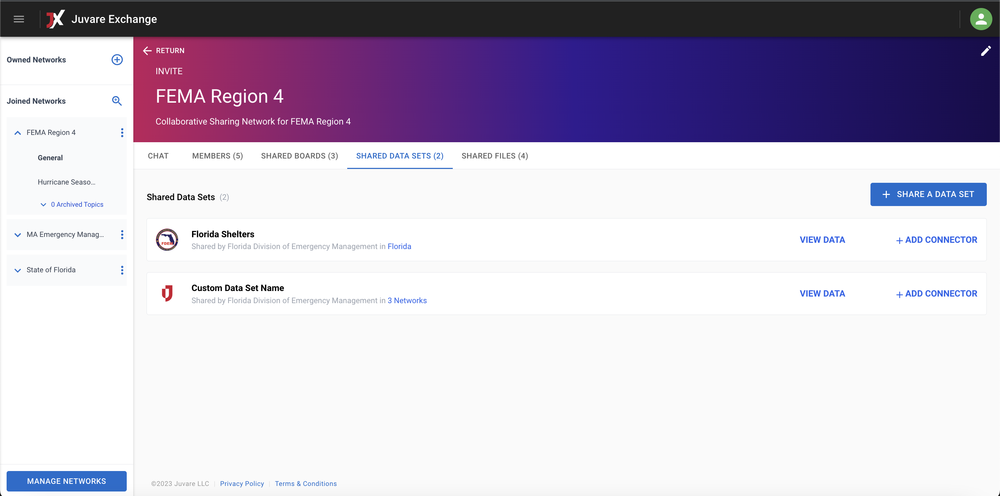 Juvare Exchange
Owned Networks
Joined Networks
FEMA Region 4
General
Hurricane Seaso...
0 Archived Topics
MA Emergency Manag...
State of Florida
MANAGE NETWORKS
RETURN
INVITE
FEMA Region 4
Collaborative Sharing Network for FEMA Region 4
CHAT MEMBERS (5) SHARED BOARDS (3) SHARED DATA SETS (2) SHARED FILES (4)
Shared Data Sets (2)
+ SHARE A DATA SET
FDEM
Florida Shelters
Shared by Florida Division of Emergency Management in Florida
VIEW DATA + ADD CONNECTOR
Custom Data Set Name
Shared by Florida Division of Emergency Management in 3 Networks
VIEW DATA + ADD CONNECTOR
©2023 Juvare LLC | Privacy Policy | Terms & Conditions